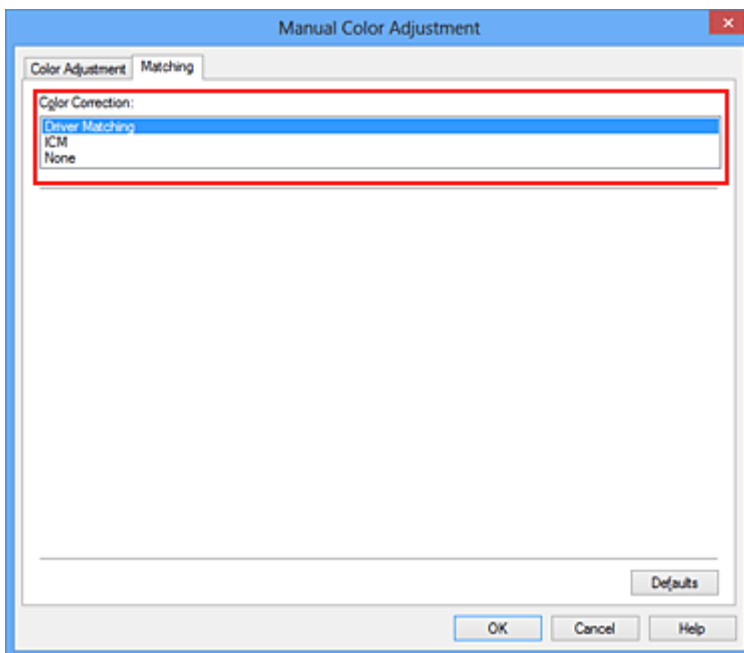 Manual Color Adjustment
Color Adjustment Matching
Color Correction:
Driver Matching
ICM
None
Defaults
OK Cancel Help